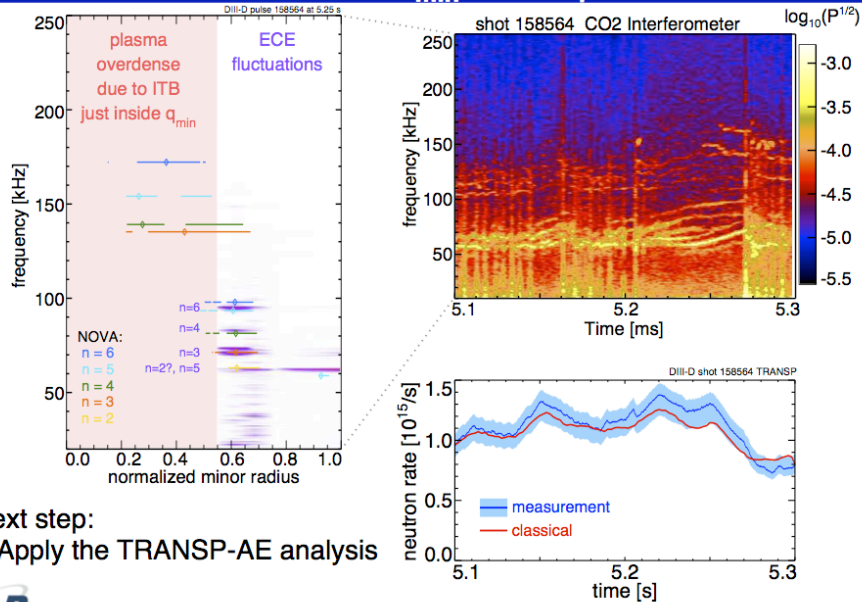 DIII-D pulse 158564 at 5.25 s
250
200
150
100
50
frequency [kHz]
plasma
overdense
due to ITB
just inside qmin
ECE
fluctuations
n=6
n=4
n=3
n=2?, n=5
NOVA:
n = 6
n = 5
n = 4
n = 3
n = 2
0.0 0.2 0.4 0.6 0.8 1.0
normalized minor radius
shot 158564 CO2 Interferometer
log10(P1/2)
250
200
150
100
50
frequency [kHz]
5.1 5.2 5.3
Time [ms]
-3.0
-3.5
-4.0
-4.5
-5.0
-5.5
DIII-D shot 158564 TRANSP
1.5
1.0
0.5
0.0
neutron rate [1015/s]
measurement
classical
5.1 5.2 5.3
time [s]
ext step:
Apply the TRANSP-AE analysis